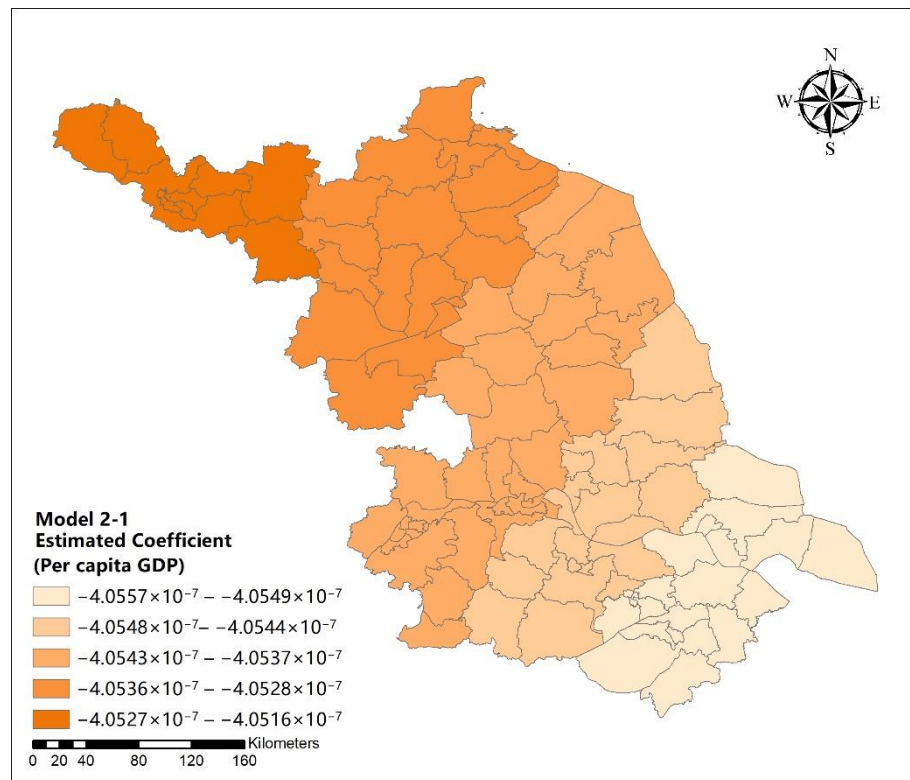 N
W E
S
Model 2-1
Estimated Coefficient
(Per capita GDP)
−4.0557×10⁻⁷ – −4.0549×10⁻⁷
−4.0548×10⁻⁷– −4.0544×10⁻⁷
−4.0543×10⁻⁷ – −4.0537×10⁻⁷
−4.0536×10⁻⁷ – −4.0528×10⁻⁷
−4.0527×10⁻⁷ – −4.0516×10⁻⁷
Kilometers
0 20 40 80 120 160